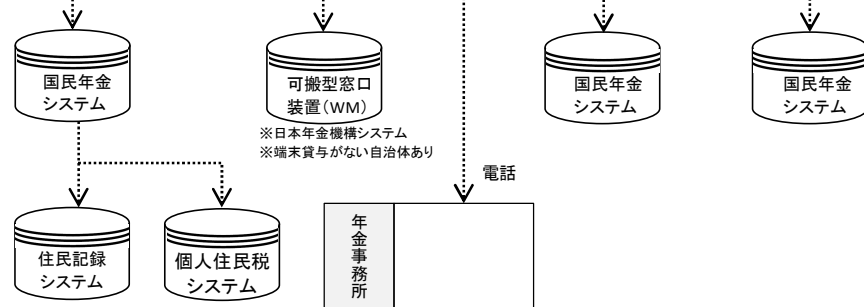 国民年金
システム
可搬型窓口
装置(WM)
※日本年金機構システム
※端末貸与がない自治体あり
国民年金
システム
国民年金
システム
電話
住民記録
システム
個人住民税
システム
年金事務所